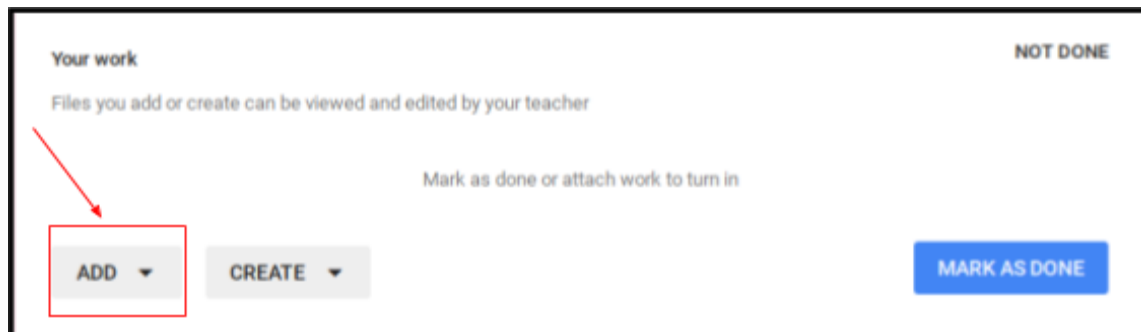 Your work
NOT DONE
Files you add or create can be viewed and edited by your teacher
Mark as done or attach work to turn in
ADD
CREATE
MARK AS DONE